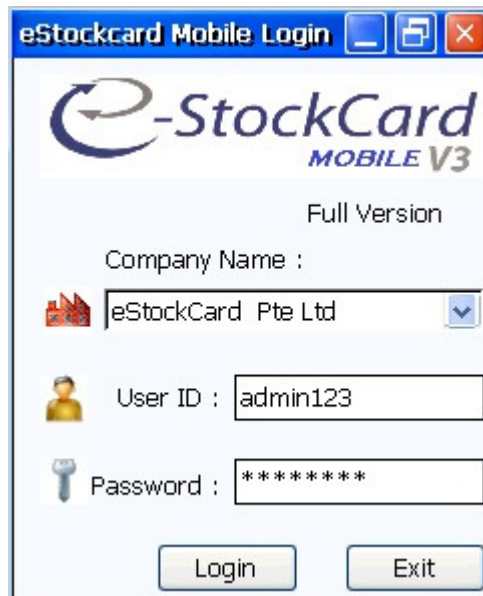 eStockcard Mobile Login
e-StockCard
MOBILE V3
Full Version
Company Name :
eStockCard Pte Ltd
User ID : admin123
Password : ********
Login Exit